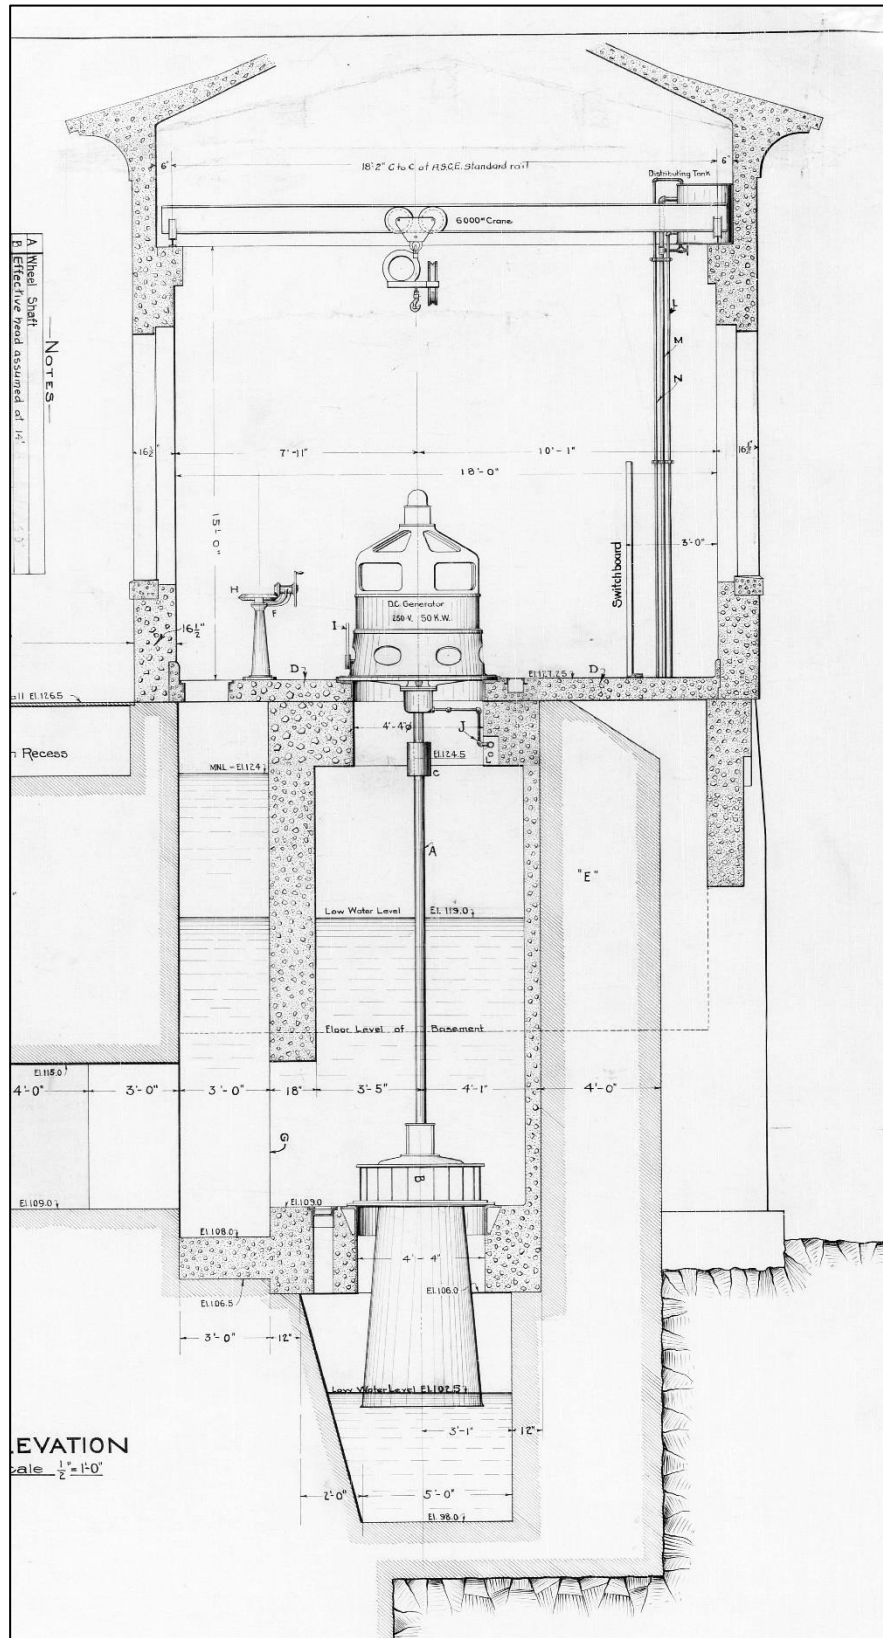 18'-2" C to C of A.S.C.E. Standard rail
6"
6"
Distributing Tank
6000# Crane
NOTES
A Wheel Shaft
B Effective head assumed at 14'
L
M
N
16½"
7'-11"
10'-1"
16½"
18'-0"
15'-0"
Switchboard
3'-0"
H
F
D.C. Generator
250 V. 50 K.W.
I
16½"
D
El.127.25
D
El.126.5
4'-4"ø
J
Recess
El.124.5
MNL-El.124
C
A
"E"
Low Water Level El. 119.0
Floor Level of Basement
El.115.0
4'-0"
3'-0"
3'-0"
18"
3'-5"
4'-1"
4'-0"
G
B
El.109.0
El.109.0
El.108.0
4'-4"
El.106.5
El.106.0
3'-0"
12"
Low Water Level El.102.5
3'-1"
12"
EVATION
ale ½"=1'-0"
2'-0"
5'-0"
El. 98.0